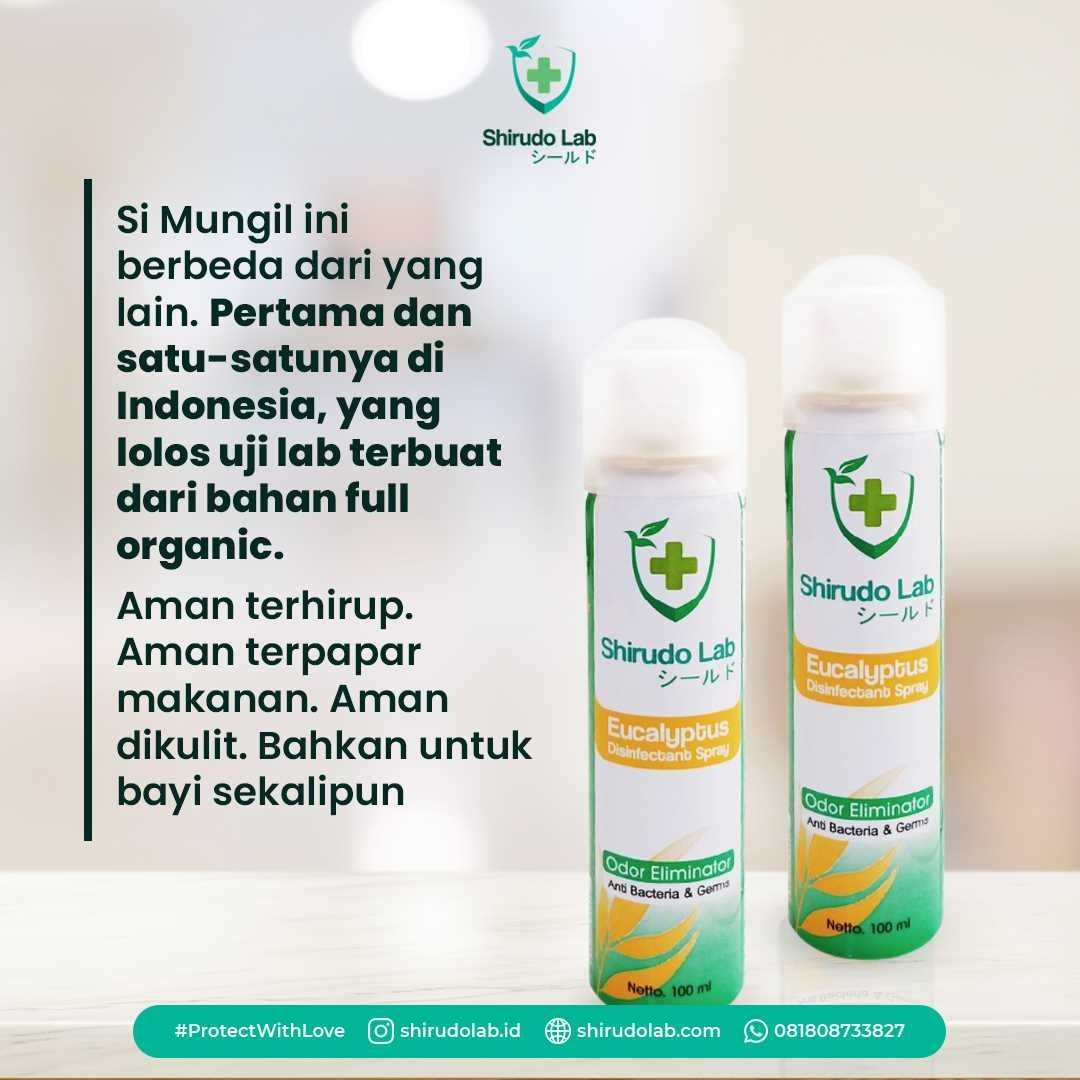 Shirudo Lab
シールド
Si Mungil ini
berbeda dari yang
lain. Pertama dan
satu-satunya di
Indonesia, yang
lolos uji lab terbuat
dari bahan full
organic.
Aman terhirup.
Aman terpapar
makanan. Aman
dikulit. Bahkan untuk
bayi sekalipun
Shirudo Lab
シールド
Eucalyptus
Disinfectant Spray
Odor Eliminator
Anti Bacteria & Germs
Netto. 100 ml
Shirudo Lab
シールド
Eucalyptus
Disinfectant Spray
Odor Eliminator
Anti Bacteria & Germs
Netto. 100 ml
#ProtectWithLove shirudolab.id shirudolab.com 081808733827